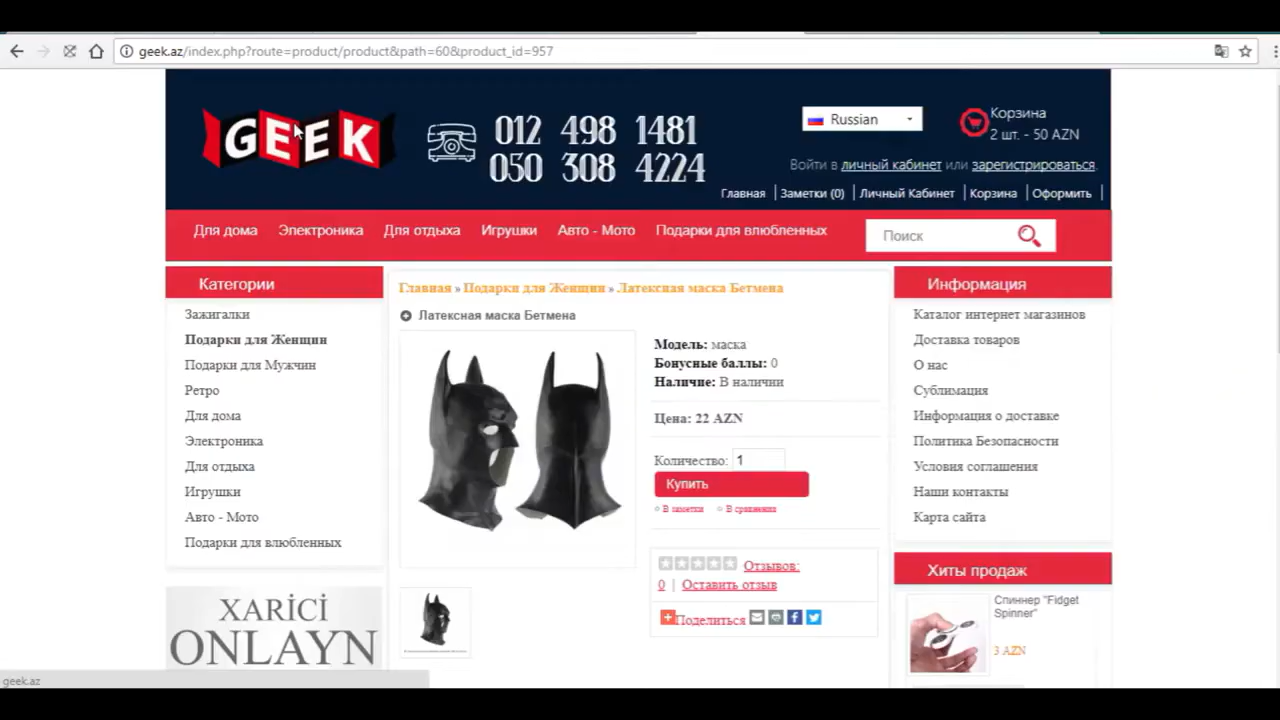 geek.az/index.php?route=product/product&path=60&product_id=957
GEEK
012 498 1481
050 308 4224
Russian
Корзина
2 шт. - 50 AZN
Войти в личный кабинет или зарегистрироваться.
Главная Заметки (0) Личный Кабинет Корзина Оформить
Для дома Электроника Для отдыха Игрушки Авто - Мото Подарки для влюбленных
Поиск
Категории
Зажигалки
Подарки для Женщин
Подарки для Мужчин
Ретро
Для дома
Электроника
Для отдыха
Игрушки
Авто - Мото
Подарки для влюбленных
XARİCİ
ONLAYN
Главная » Подарки для Женщин » Латексная маска Бетмена
Латексная маска Бетмена
Модель: маска
Бонусные баллы: 0
Наличие: В наличии
Цена: 22 AZN
Количество: 1
Купить
В заметки В сравнения
Отзывов:
0 | Оставить отзыв
Поделиться
Информация
Каталог интернет магазинов
Доставка товаров
О нас
Сублимация
Информация о доставке
Политика Безопасности
Условия соглашения
Наши контакты
Карта сайта
Хиты продаж
Спиннер "Fidget
Spinner"
3 AZN
geek.az